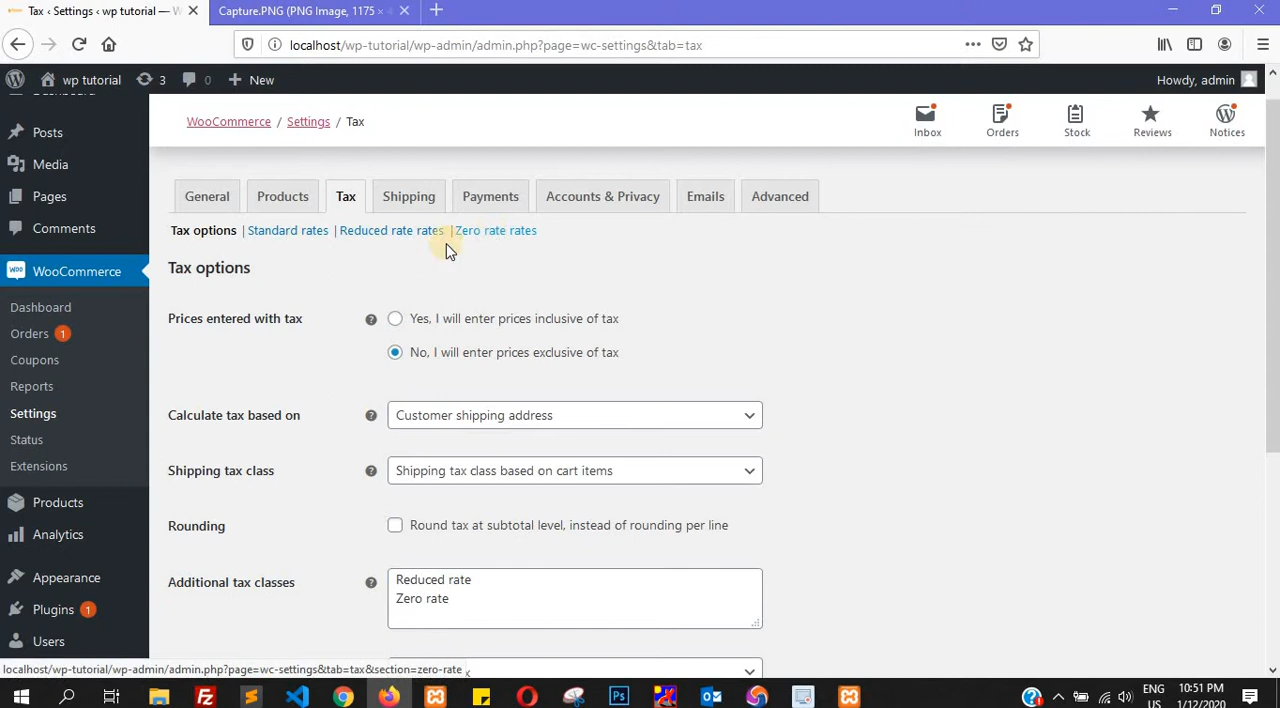 Tax ‹ Settings ‹ wp tutorial —
Capture.PNG (PNG Image, 1175 ×
localhost/wp-tutorial/wp-admin/admin.php?page=wc-settings&tab=tax
wp tutorial
3
0
New
Howdy, admin
Posts
Media
Pages
Comments
WooCommerce
Dashboard
Orders 1
Coupons
Reports
Settings
Status
Extensions
Products
Analytics
Appearance
Plugins 1
Users
WooCommerce / Settings / Tax
Inbox
Orders
Stock
Reviews
Notices
General
Products
Tax
Shipping
Payments
Accounts & Privacy
Emails
Advanced
Tax options | Standard rates | Reduced rate rates | Zero rate rates
Tax options
Prices entered with tax
Yes, I will enter prices inclusive of tax
No, I will enter prices exclusive of tax
Calculate tax based on
Customer shipping address
Shipping tax class
Shipping tax class based on cart items
Rounding
Round tax at subtotal level, instead of rounding per line
Additional tax classes
Reduced rate
Zero rate
localhost/wp-tutorial/wp-admin/admin.php?page=wc-settings&tab=tax&section=zero-rate
ENG
US
10:51 PM
1/12/2020